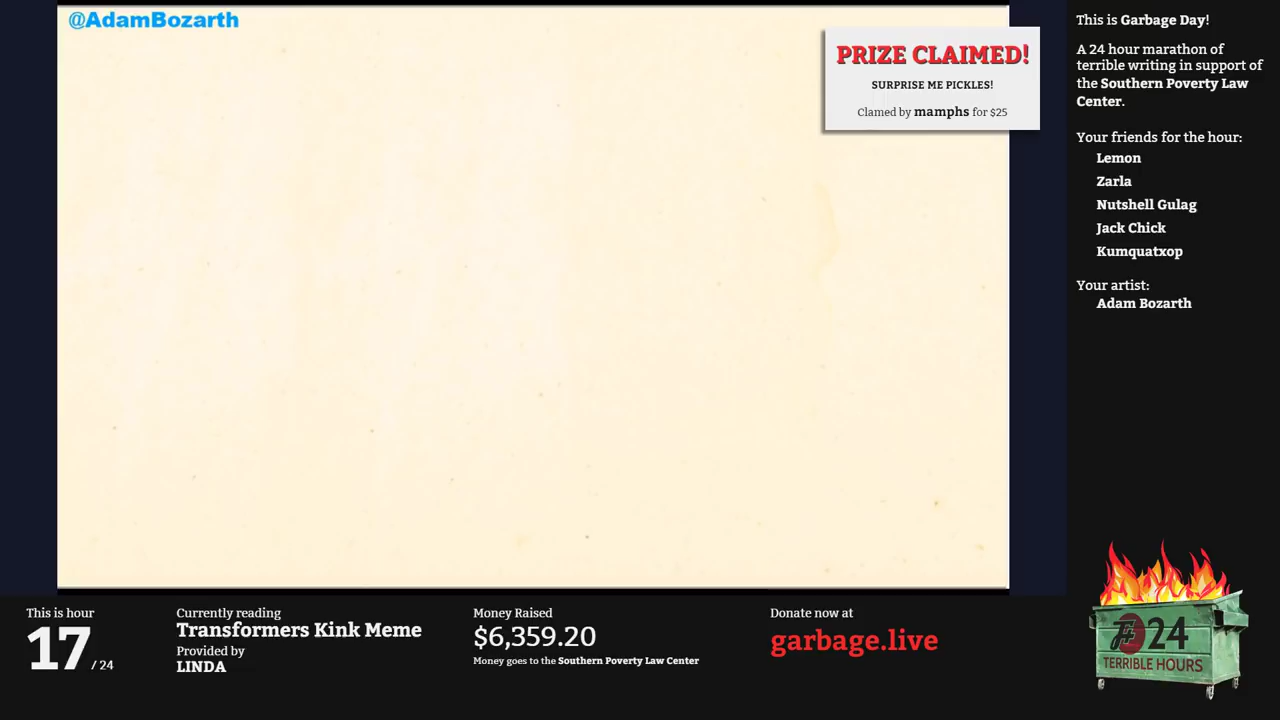 @AdamBozarth
PRIZE CLAIMED!
SURPRISE ME PICKLES!
Clamed by mamphs for $25
This is Garbage Day!
A 24 hour marathon of
terrible writing in support of
the Southern Poverty Law
Center.
Your friends for the hour:
Lemon
Zarla
Nutshell Gulag
Jack Chick
Kumquatxop
Your artist:
Adam Bozarth
This is hour
17 / 24
Currently reading
Transformers Kink Meme
Provided by
LINDA
Money Raised
$6,359.20
Money goes to the Southern Poverty Law Center
Donate now at
garbage.live
24
TERRIBLE HOURS